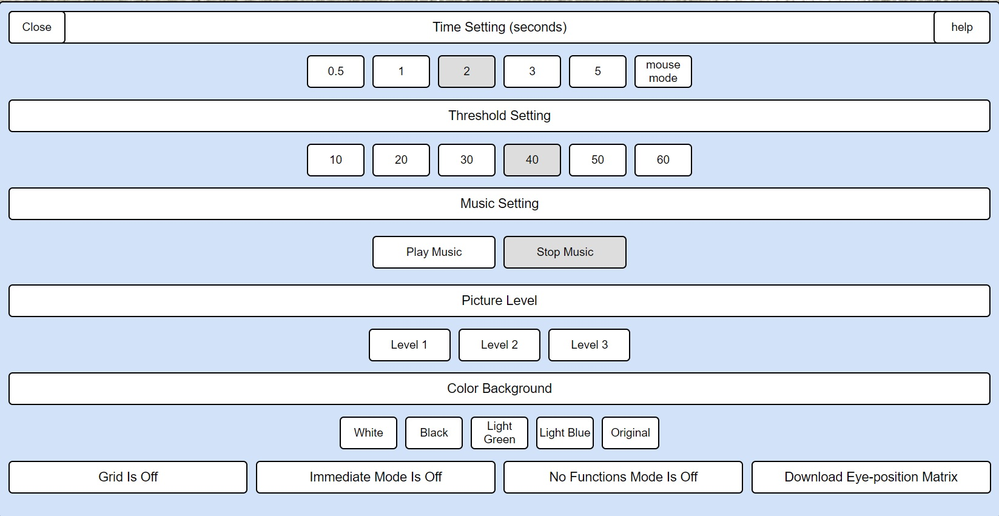 Close Time Setting (seconds) help
0.5 1 2 3 5 mouse mode
Threshold Setting
10 20 30 40 50 60
Music Setting
Play Music Stop Music
Picture Level
Level 1 Level 2 Level 3
Color Background
White Black Light Green Light Blue Original
Grid Is Off Immediate Mode Is Off No Functions Mode Is Off Download Eye-position Matrix